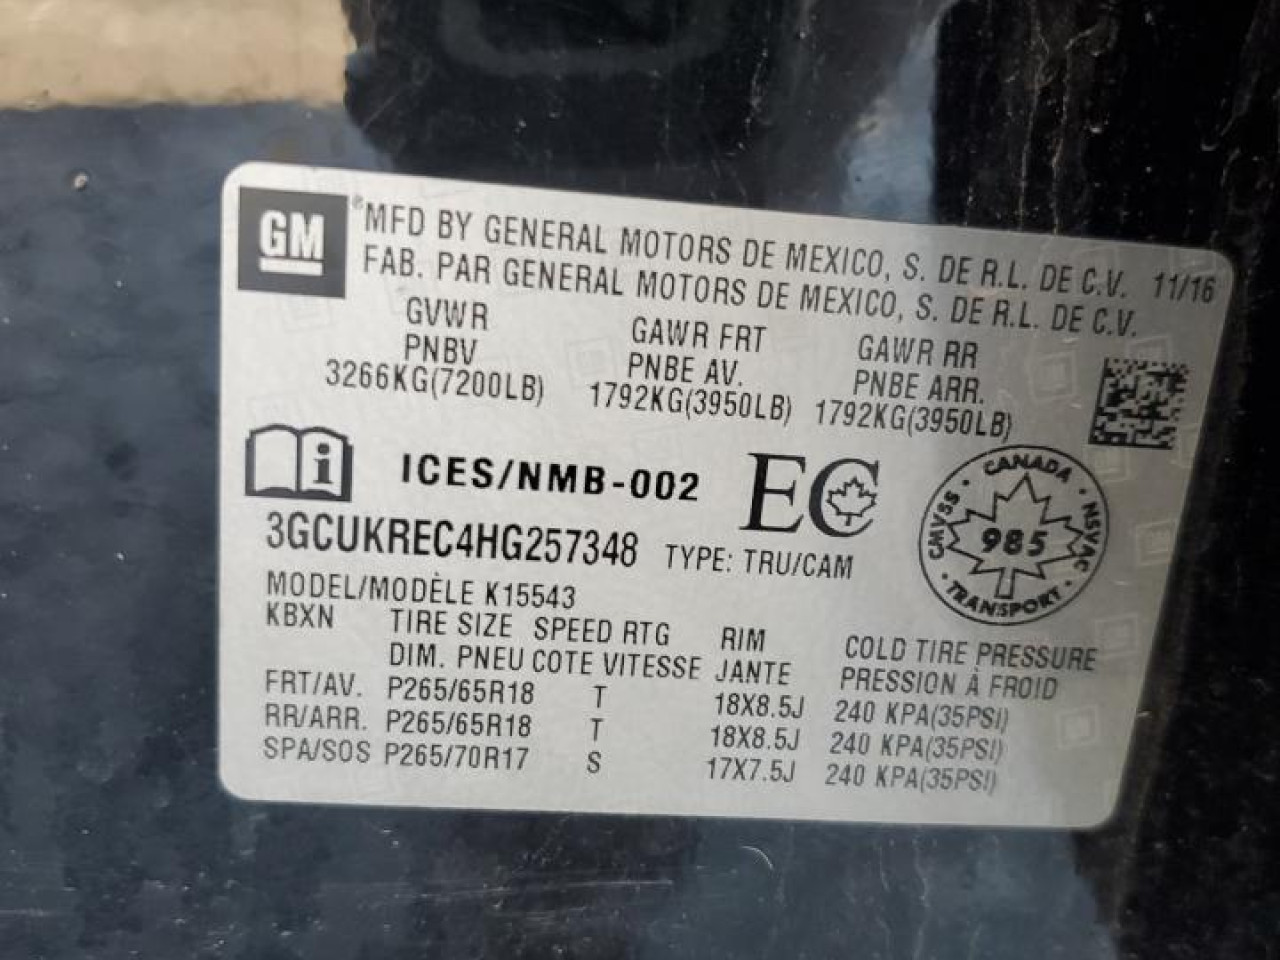 GM
® MFD BY GENERAL MOTORS DE MEXICO, S. DE R.L. DE C.V. 11/16
FAB. PAR GENERAL MOTORS DE MEXICO, S. DE R.L. DE C.V.
GVWR GAWR FRT GAWR RR
PNBV PNBE AV. PNBE ARR.
3266KG(7200LB) 1792KG(3950LB) 1792KG(3950LB)
i ICES/NMB-002 EC
CANADA
CMVSS · NSVAC
985
TRANSPORT
3GCUKREC4HG257348 TYPE: TRU/CAM
MODEL/MODÈLE K15543
KBXN TIRE SIZE SPEED RTG RIM COLD TIRE PRESSURE
DIM. PNEU COTE VITESSE JANTE PRESSION À FROID
FRT/AV. P265/65R18 T 18X8.5J 240 KPA(35PSI)
RR/ARR. P265/65R18 T 18X8.5J 240 KPA(35PSI)
SPA/SOS P265/70R17 S 17X7.5J 240 KPA(35PSI)